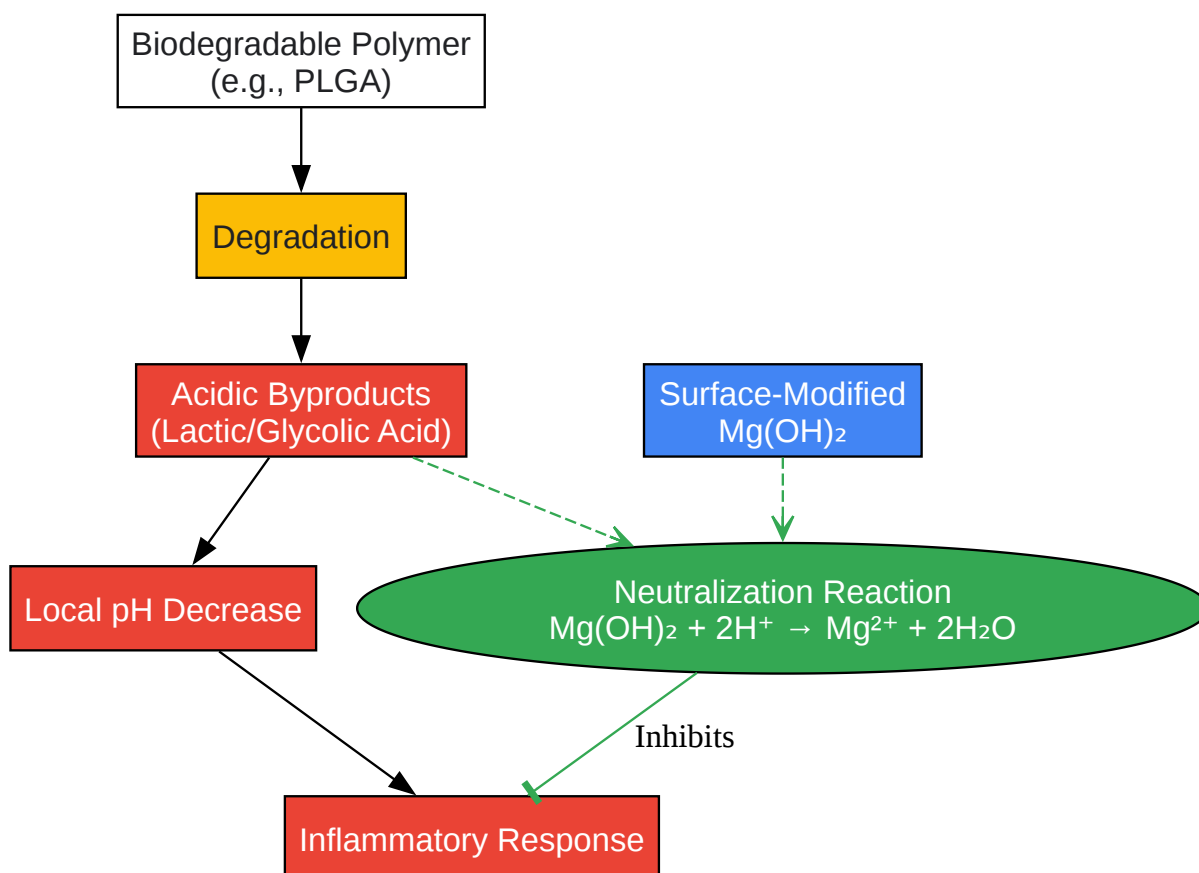 Biodegradable Polymer
(e.g., PLGA)
Degradation
Acidic Byproducts
(Lactic/Glycolic Acid)
Surface-Modified
Mg(OH)₂
Local pH Decrease
Neutralization Reaction
Mg(OH)₂ + 2H⁺ → Mg²⁺ + 2H₂O
Inhibits
Inflammatory Response